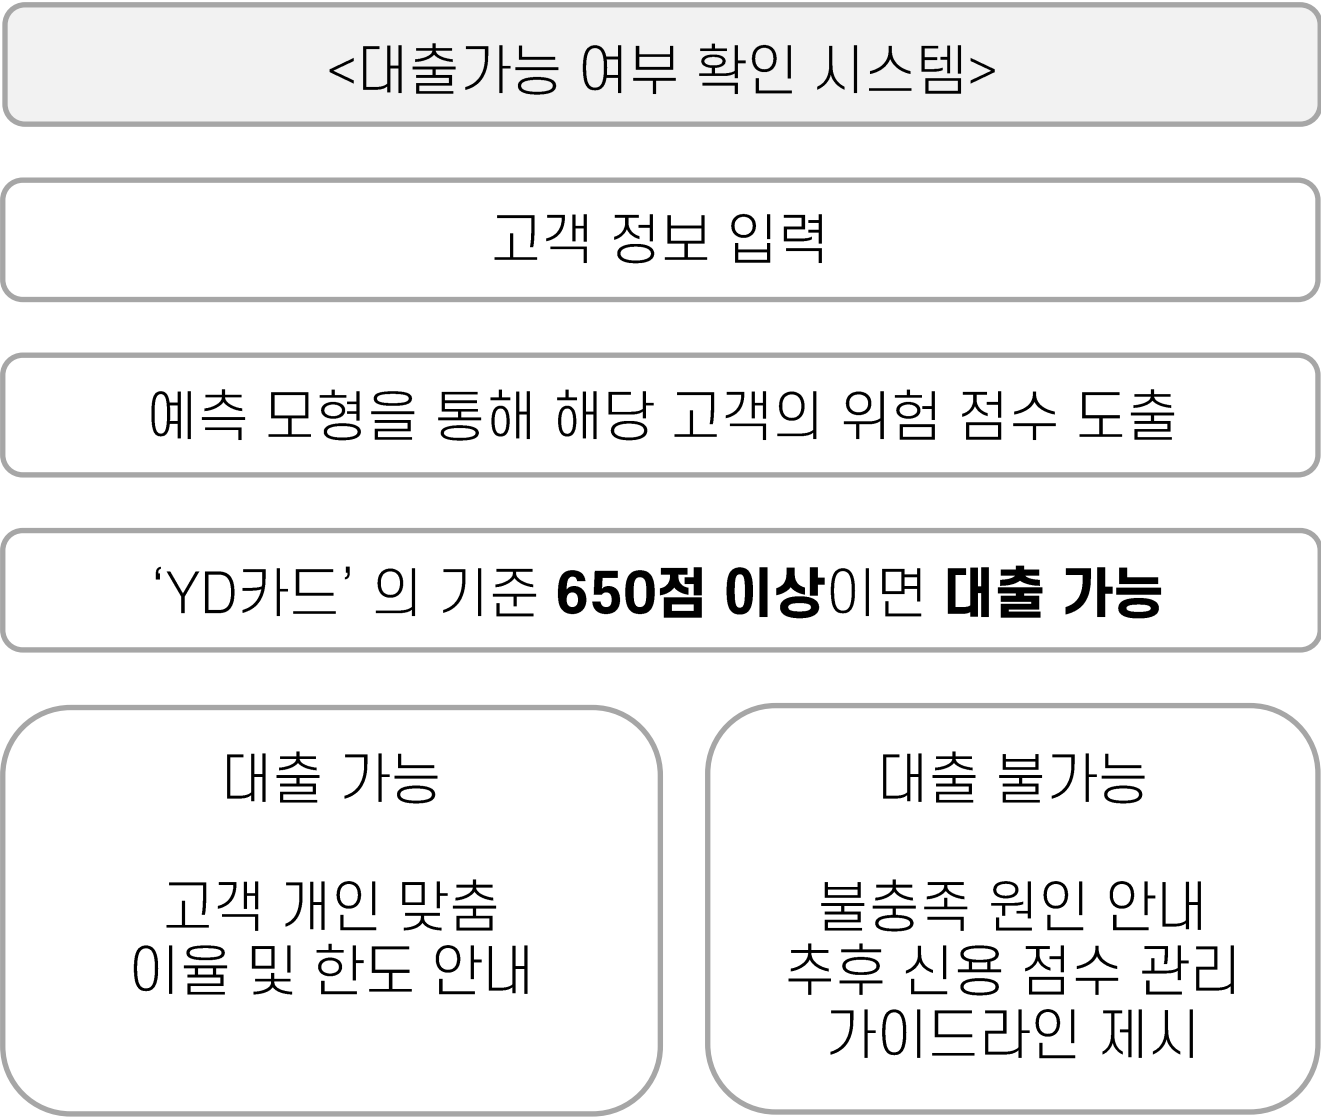 <대출가능 여부 확인 시스템>
고객 정보 입력
예측 모형을 통해 해당 고객의 위험 점수 도출
‘YD카드’ 의 기준 650점 이상이면 대출 가능
대출 가능
고객 개인 맞춤
이율 및 한도 안내
대출 불가능
불충족 원인 안내
추후 신용 점수 관리
가이드라인 제시